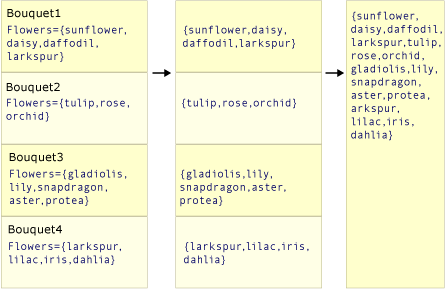 Bouquet1
Flowers={sunflower,
daisy,daffodil,
larkspur}
Bouquet2
Flowers={tulip,rose,
orchid}
Bouquet3
Flowers={gladiolis,
lily,snapdragon,
aster,protea}
Bouquet4
Flowers={larkspur,
lilac,iris,dahlia}
{sunflower,daisy,
daffodil,larkspur}
{tulip,rose,orchid}
{gladiolis,lily,
snapdragon,aster,
protea}
{larkspur,lilac,iris,
dahlia}
{sunflower,
daisy,daffodil,
larkspur,tulip,
rose,orchid,
gladiolis,lily,
snapdragon,
aster,protea,
arkspur,
lilac,iris,
dahlia}